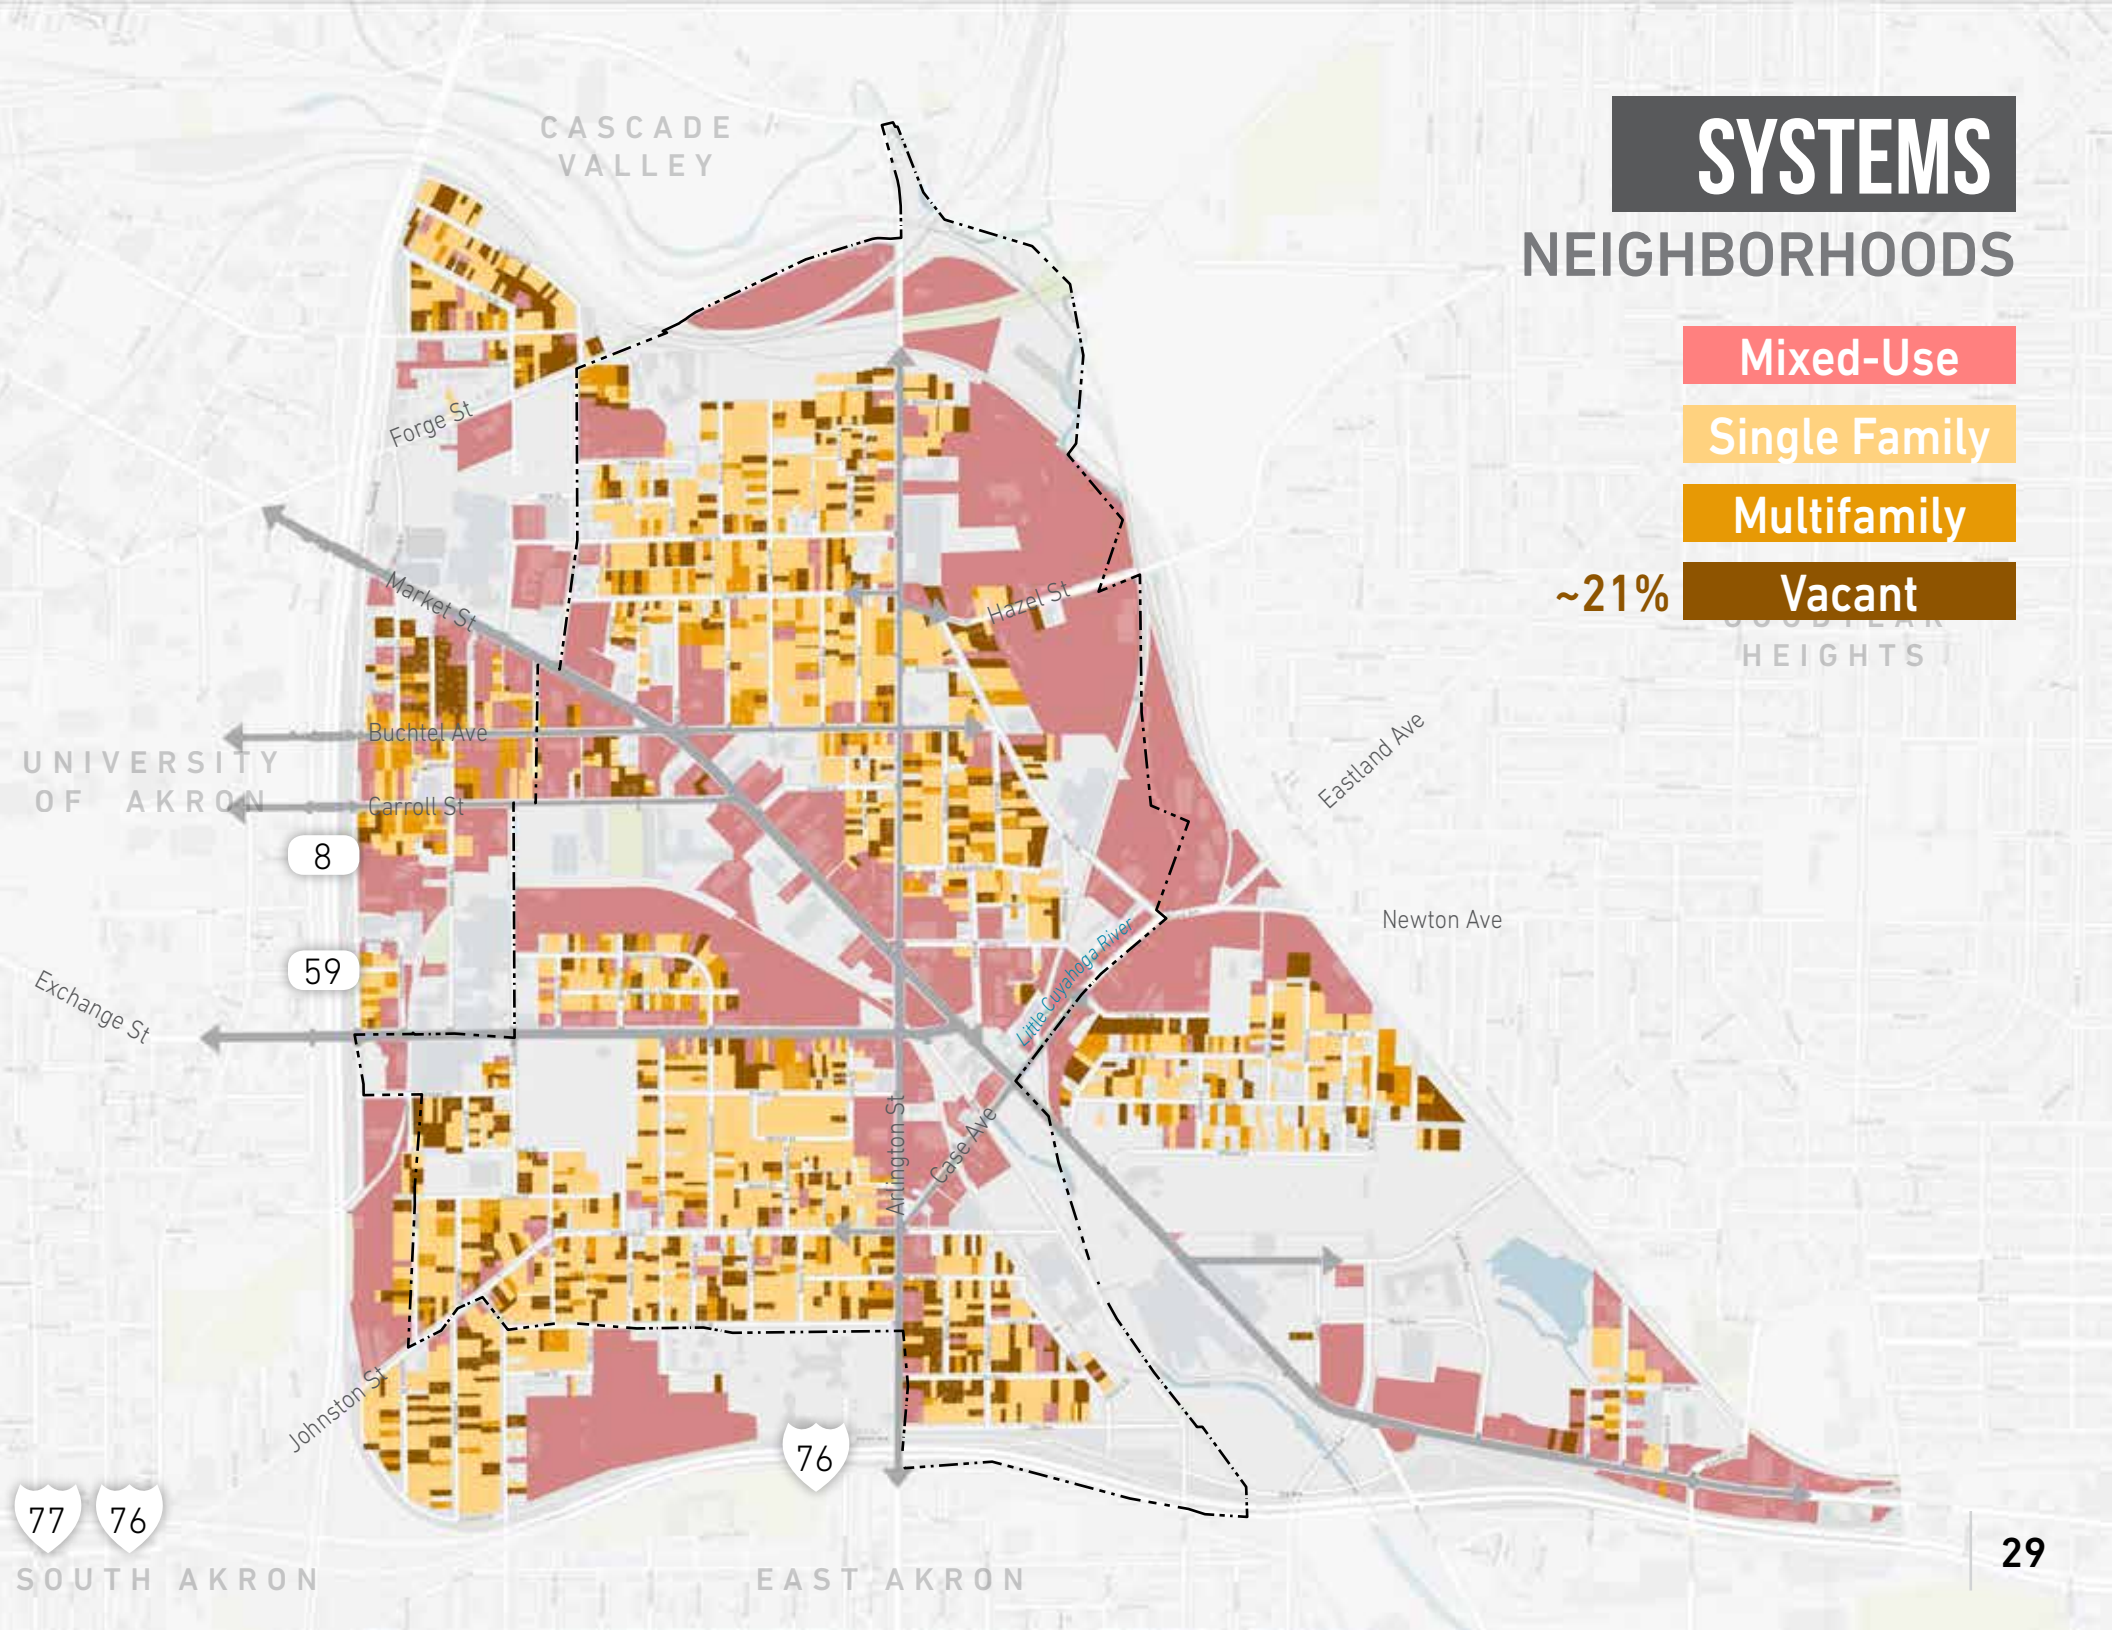 SYSTEMS
NEIGHBORHOODS
Mixed-Use
Single Family
Multifamily
~21% Vacant
CASCADE
VALLEY
HEIGHTS
Forge St
Market St
Hazel St
Buchtel Ave
UNIVERSITY
OF AKRON
Carroll St
Eastland Ave
8
59
Newton Ave
Little Cuyahoga River
Exchange St
Arlington St
Case Ave
Johnston St
76
77 76
SOUTH AKRON
EAST AKRON
29